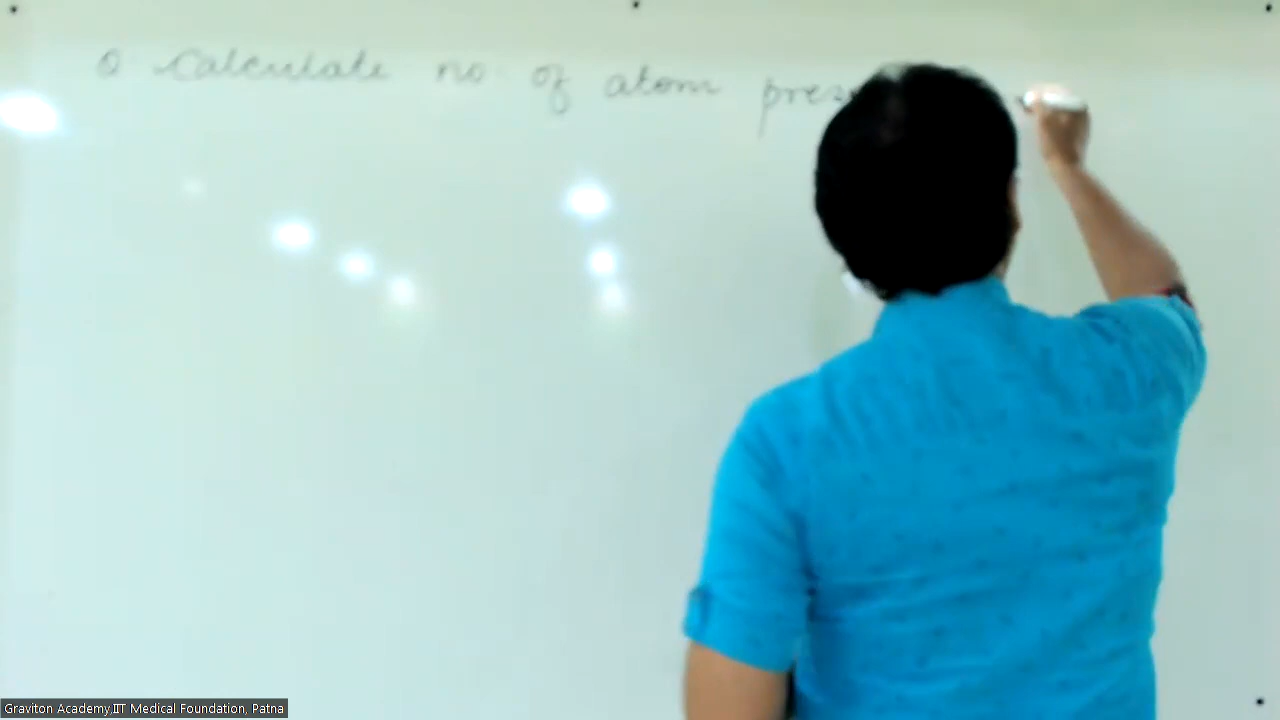 Q Calculate no of atom pres
Graviton Academy,IIT Medical Foundation, Patna